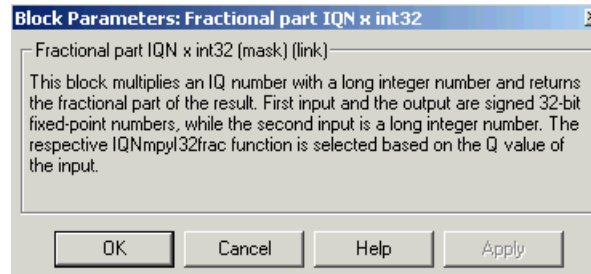 Block Parameters: Fractional part IQN x int32
Fractional part IQN x int32 (mask) (link)
This block multiplies an IQ number with a long integer number and returns
the fractional part of the result. First input and the output are signed 32-bit
fixed-point numbers, while the second input is a long integer number. The
respective IQNmpyI32frac function is selected based on the Q value of
the input.
OK Cancel Help Apply